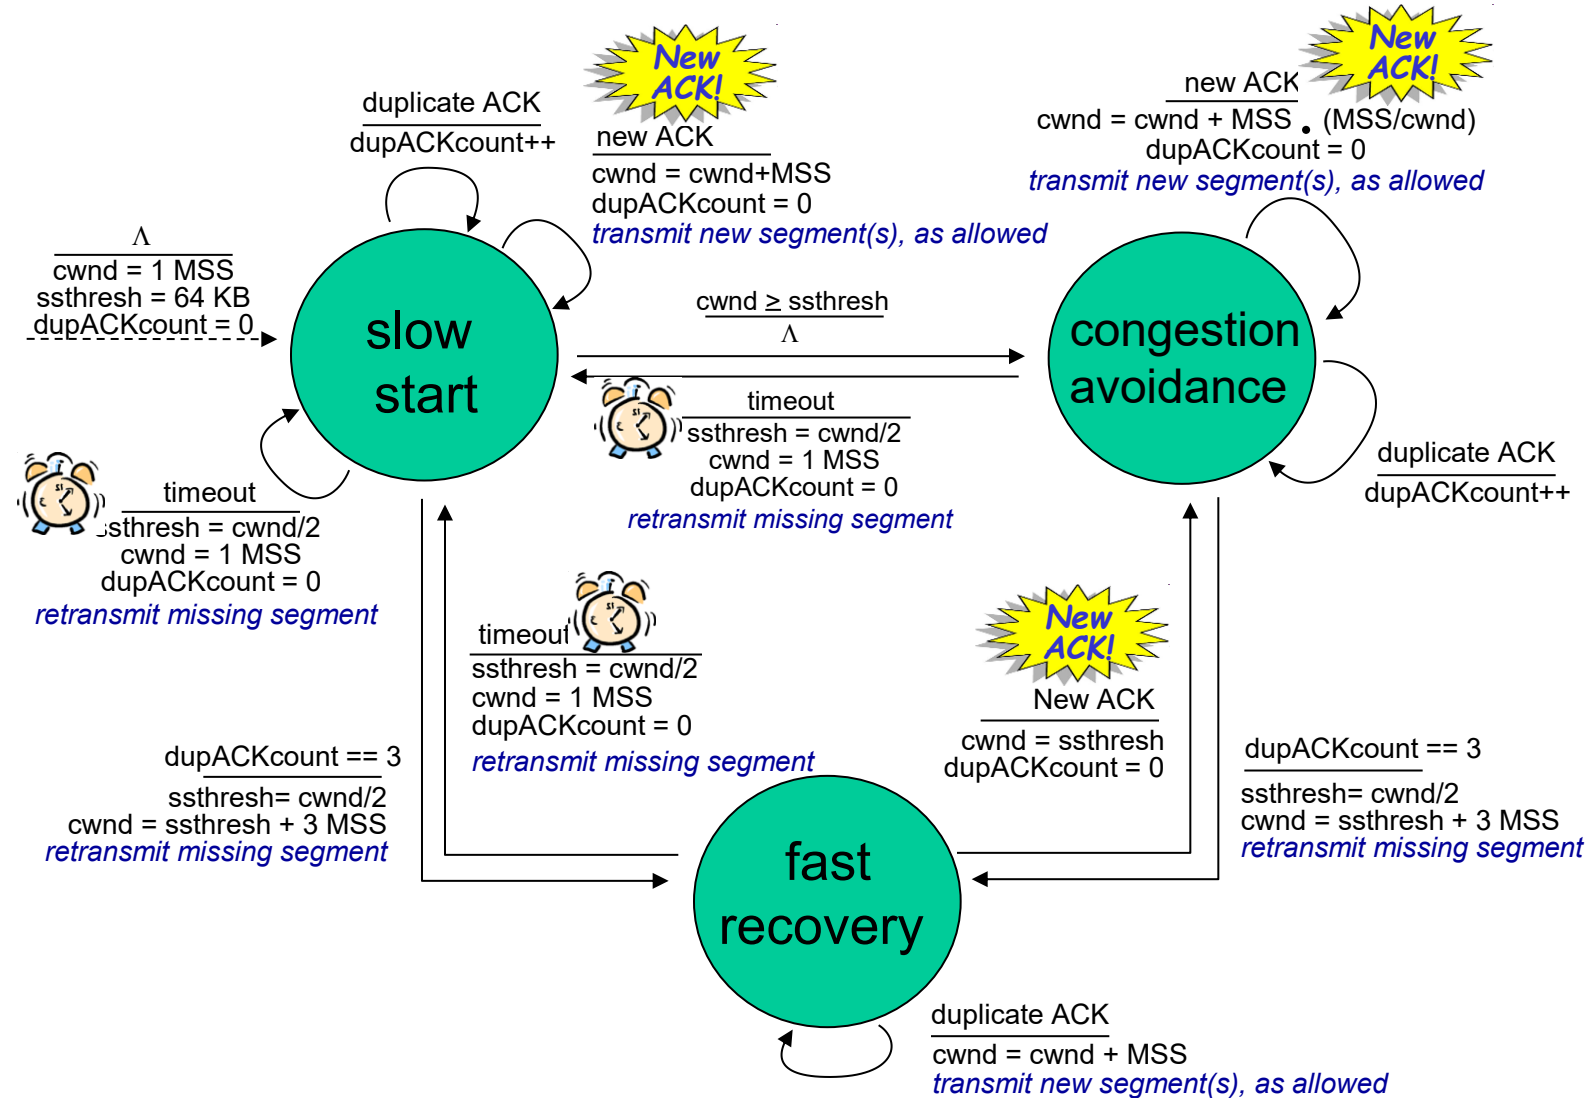 New
ACK!
duplicate ACK
dupACKcount++
new ACK
cwnd = cwnd+MSS
dupACKcount = 0
transmit new segment(s), as allowed
New
ACK!
new ACK
cwnd = cwnd + MSS • (MSS/cwnd)
dupACKcount = 0
transmit new segment(s), as allowed
Λ
cwnd = 1 MSS
ssthresh = 64 KB
dupACKcount = 0
slow
start
cwnd ≥ ssthresh
Λ
congestion
avoidance
timeout
ssthresh = cwnd/2
cwnd = 1 MSS
dupACKcount = 0
retransmit missing segment
duplicate ACK
dupACKcount++
timeout
ssthresh = cwnd/2
cwnd = 1 MSS
dupACKcount = 0
retransmit missing segment
timeout
ssthresh = cwnd/2
cwnd = 1 MSS
dupACKcount = 0
retransmit missing segment
New
ACK!
New ACK
cwnd = ssthresh
dupACKcount = 0
dupACKcount == 3
ssthresh= cwnd/2
cwnd = ssthresh + 3 MSS
retransmit missing segment
dupACKcount == 3
ssthresh= cwnd/2
cwnd = ssthresh + 3 MSS
retransmit missing segment
fast
recovery
duplicate ACK
cwnd = cwnd + MSS
transmit new segment(s), as allowed